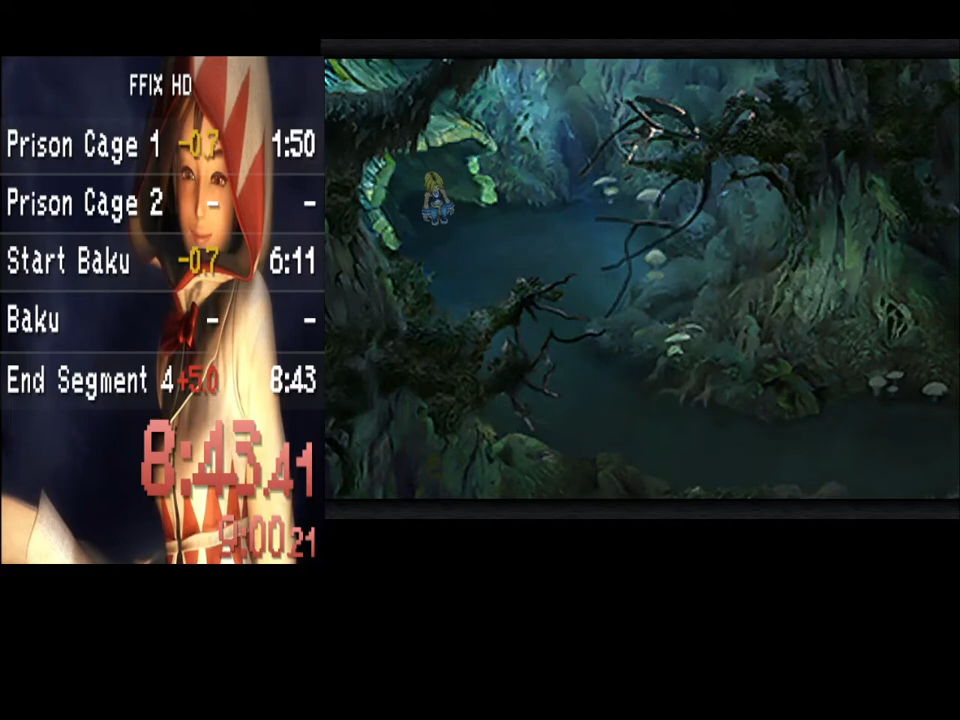 FFIX HD
Prison Cage 1 -0.7 1:50
Prison Cage 2 - -
Start Baku -0.7 6:11
Baku - -
End Segment 4 +5.0 8:43
8:43.41
9:00.21